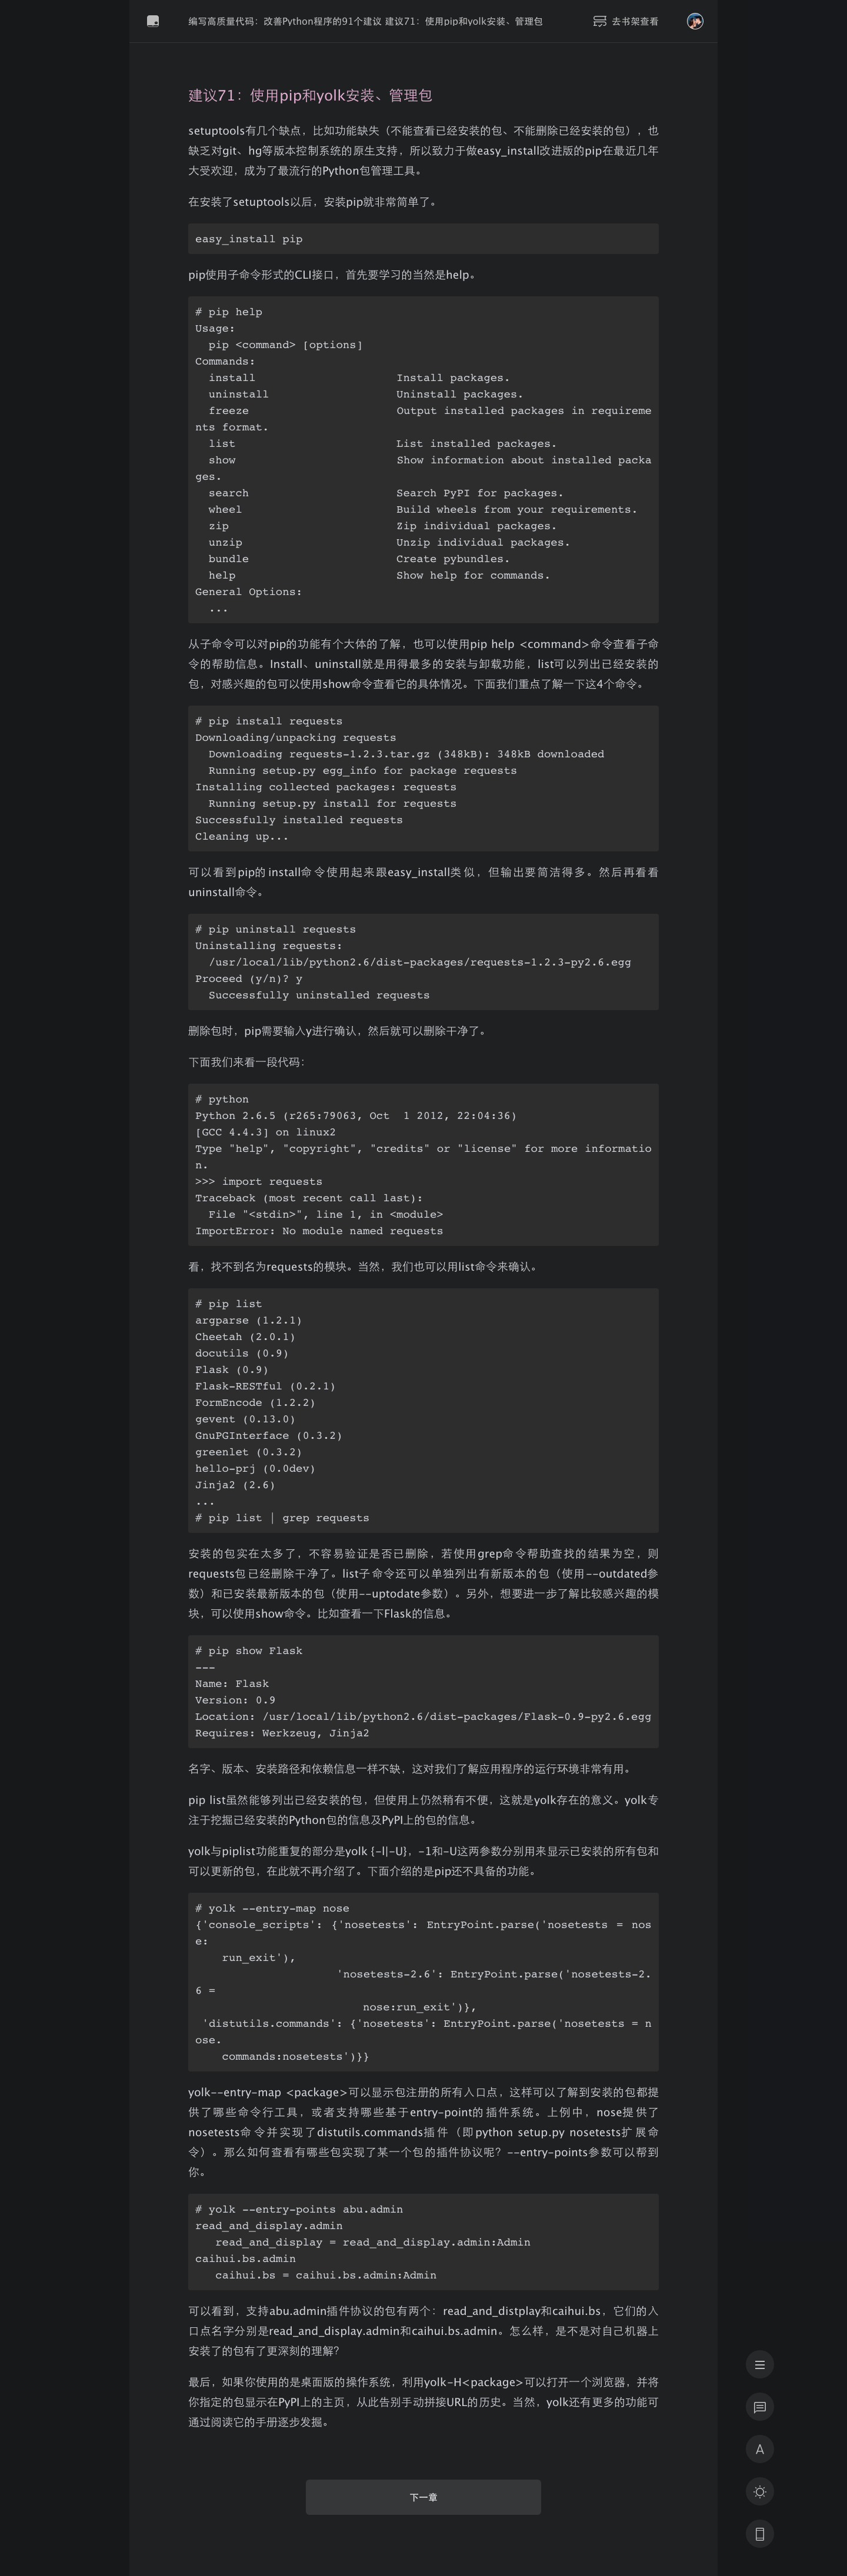 编写高质量代码：改善Python程序的91个建议 建议71：使用pip和yolk安装、管理包
去书架查看
建议71：使用pip和yolk安装、管理包
setuptools有几个缺点，比如功能缺失（不能查看已经安装的包、不能删除已经安装的包），也
缺乏对git、hg等版本控制系统的原生支持，所以致力于做easy_install改进版的pip在最近几年
大受欢迎，成为了最流行的Python包管理工具。
在安装了setuptools以后，安装pip就非常简单了。
easy_install pip
pip使用子命令形式的CLI接口，首先要学习的当然是help。
# pip help
Usage:
  pip <command> [options]
Commands:
  install                     Install packages.
  uninstall                   Uninstall packages.
  freeze                      Output installed packages in requireme
nts format.
  list                        List installed packages.
  show                        Show information about installed packa
ges.
  search                      Search PyPI for packages.
  wheel                       Build wheels from your requirements.
  zip                         Zip individual packages.
  unzip                       Unzip individual packages.
  bundle                      Create pybundles.
  help                        Show help for commands.
General Options:
  ...
从子命令可以对pip的功能有个大体的了解，也可以使用pip help <command>命令查看子命
令的帮助信息。Install、uninstall就是用得最多的安装与卸载功能，list可以列出已经安装的
包，对感兴趣的包可以使用show命令查看它的具体情况。下面我们重点了解一下这4个命令。
# pip install requests
Downloading/unpacking requests
  Downloading requests-1.2.3.tar.gz (348kB): 348kB downloaded
  Running setup.py egg_info for package requests
Installing collected packages: requests
  Running setup.py install for requests
Successfully installed requests
Cleaning up...
可以看到pip的install命令使用起来跟easy_install类似，但输出要简洁得多。然后再看看
uninstall命令。
# pip uninstall requests
Uninstalling requests:
  /usr/local/lib/python2.6/dist-packages/requests-1.2.3-py2.6.egg
Proceed (y/n)? y
  Successfully uninstalled requests
删除包时，pip需要输入y进行确认，然后就可以删除干净了。
下面我们来看一段代码：
# python
Python 2.6.5 (r265:79063, Oct  1 2012, 22:04:36)
[GCC 4.4.3] on linux2
Type "help", "copyright", "credits" or "license" for more informatio
n.
>>> import requests
Traceback (most recent call last):
  File "<stdin>", line 1, in <module>
ImportError: No module named requests
看，找不到名为requests的模块。当然，我们也可以用list命令来确认。
# pip list
argparse (1.2.1)
Cheetah (2.0.1)
docutils (0.9)
Flask (0.9)
Flask-RESTful (0.2.1)
FormEncode (1.2.2)
gevent (0.13.0)
GnuPGInterface (0.3.2)
greenlet (0.3.2)
hello-prj (0.0dev)
Jinja2 (2.6)
...
# pip list | grep requests
安装的包实在太多了，不容易验证是否已删除，若使用grep命令帮助查找的结果为空，则
requests包已经删除干净了。list子命令还可以单独列出有新版本的包（使用--outdated参
数）和已安装最新版本的包（使用--uptodate参数）。另外，想要进一步了解比较感兴趣的模
块，可以使用show命令。比如查看一下Flask的信息。
# pip show Flask
---
Name: Flask
Version: 0.9
Location: /usr/local/lib/python2.6/dist-packages/Flask-0.9-py2.6.egg
Requires: Werkzeug, Jinja2
名字、版本、安装路径和依赖信息一样不缺，这对我们了解应用程序的运行环境非常有用。
pip list虽然能够列出已经安装的包，但使用上仍然稍有不便，这就是yolk存在的意义。yolk专
注于挖掘已经安装的Python包的信息及PyPI上的包的信息。
yolk与piplist功能重复的部分是yolk {-l|-U}，-1和-U这两参数分别用来显示已安装的所有包和
可以更新的包，在此就不再介绍了。下面介绍的是pip还不具备的功能。
# yolk --entry-map nose
{'console_scripts': {'nosetests': EntryPoint.parse('nosetests = nos
e:
    run_exit'),
                     'nosetests-2.6': EntryPoint.parse('nosetests-2.
6 =
                         nose:run_exit')},
 'distutils.commands': {'nosetests': EntryPoint.parse('nosetests = n
ose.
    commands:nosetests')}}
yolk--entry-map <package>可以显示包注册的所有入口点，这样可以了解到安装的包都提
供了哪些命令行工具，或者支持哪些基于entry-point的插件系统。上例中，nose提供了
nosetests命令并实现了distutils.commands插件（即python setup.py nosetests扩展命
令）。那么如何查看有哪些包实现了某一个包的插件协议呢？--entry-points参数可以帮到
你。
# yolk --entry-points abu.admin
read_and_display.admin
   read_and_display = read_and_display.admin:Admin
caihui.bs.admin
   caihui.bs = caihui.bs.admin:Admin
可以看到，支持abu.admin插件协议的包有两个：read_and_distplay和caihui.bs，它们的入
口点名字分别是read_and_display.admin和caihui.bs.admin。怎么样，是不是对自己机器上
安装了的包有了更深刻的理解？
最后，如果你使用的是桌面版的操作系统，利用yolk-H<package>可以打开一个浏览器，并将
你指定的包显示在PyPI上的主页，从此告别手动拼接URL的历史。当然，yolk还有更多的功能可
通过阅读它的手册逐步发掘。
A
下一章